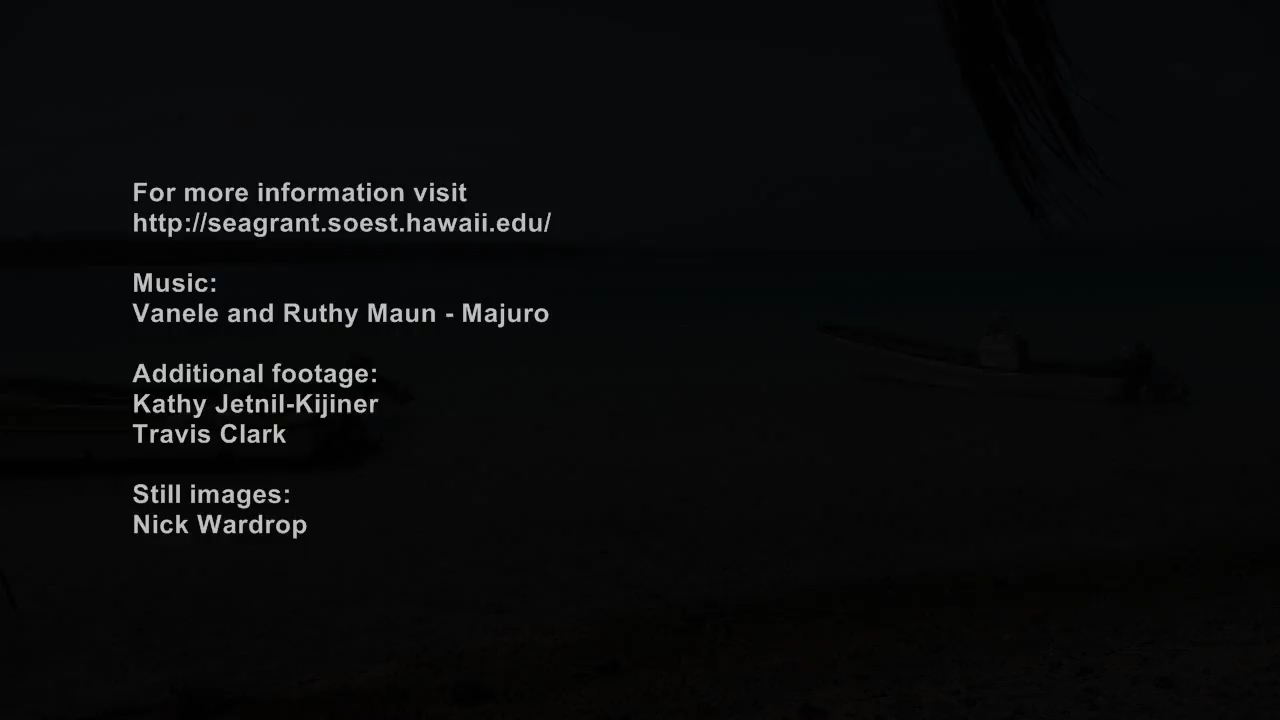 For more information visit
http://seagrant.soest.hawaii.edu/
Music:
Vanele and Ruthy Maun - Majuro
Additional footage:
Kathy Jetnil-Kijiner
Travis Clark
Still images:
Nick Wardrop